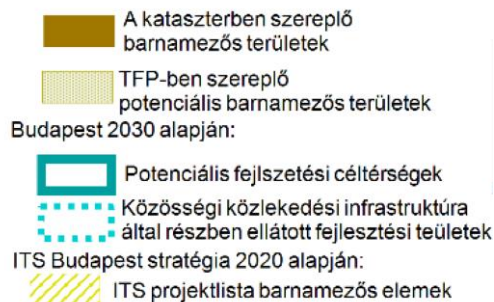 A kataszterben szereplő
barnamezős területek
TFP-ben szereplő
potenciális barnamezős területek
Budapest 2030 alapján:
Potenciális fejlszetési céltérségek
Közösségi közlekedési infrastruktúra
által részben ellátott fejlesztési teületek
ITS Budapest stratégia 2020 alapján:
ITS projektlista barnamezős elemek